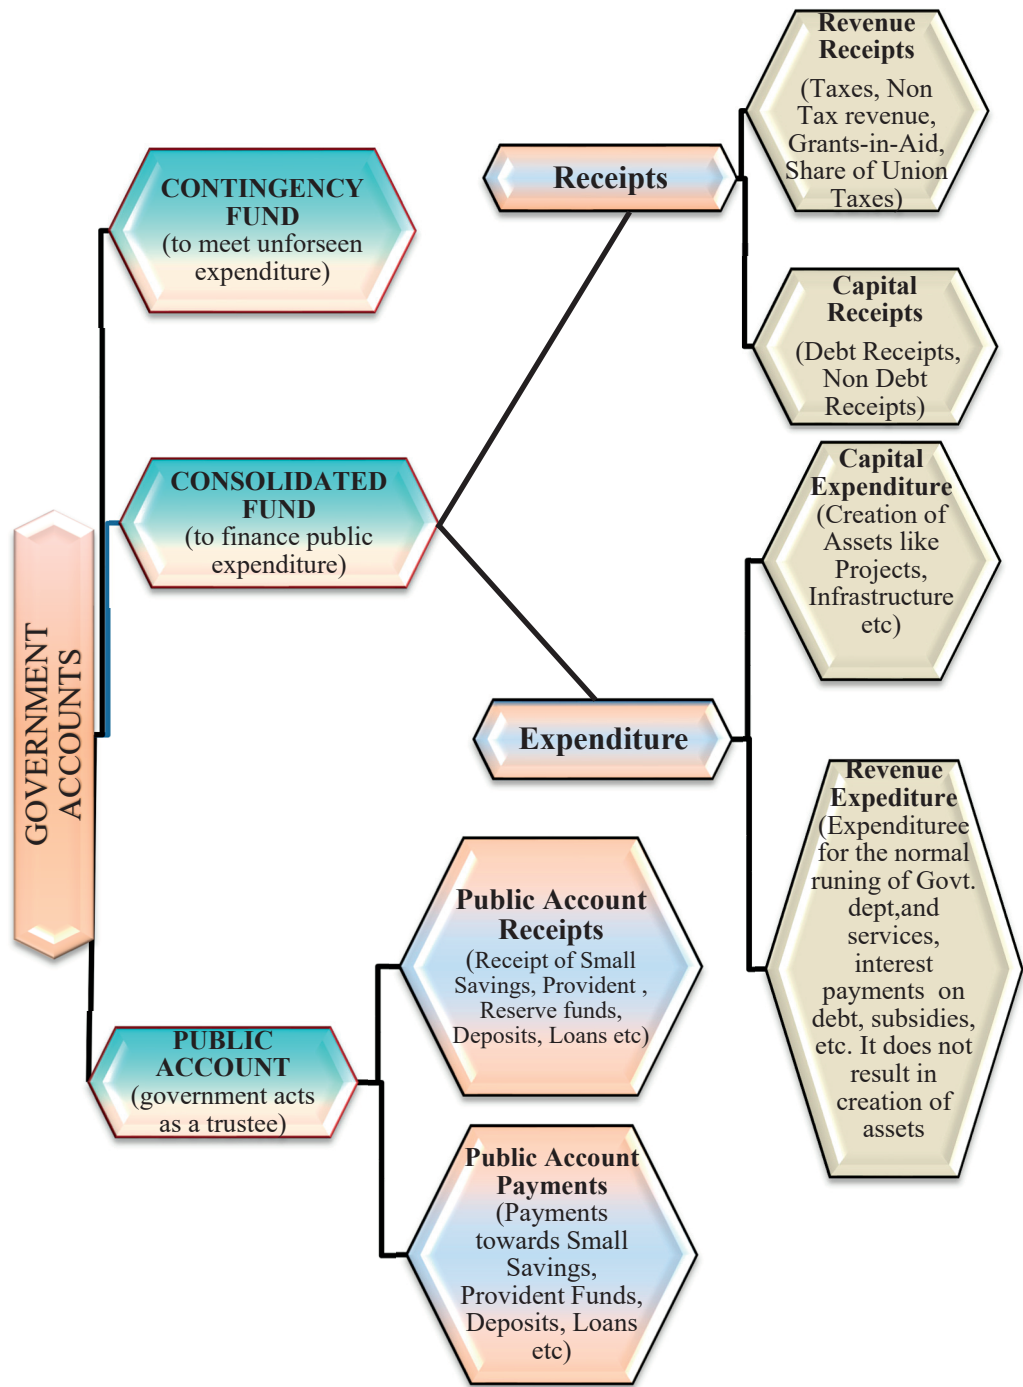 GOVERNMENT
ACCOUNTS
CONTINGENCY
FUND
(to meet unforseen
expenditure)
CONSOLIDATED
FUND
(to finance public
expenditure)
Receipts
Revenue
Receipts
(Taxes, Non
Tax revenue,
Grants-in-Aid,
Share of Union
Taxes)
Capital
Receipts
(Debt Receipts,
Non Debt
Receipts)
Expenditure
Capital
Expenditure
(Creation of
Assets like
Projects,
Infrastructure
etc)
Revenue
Expediture
(Expendituree
for the normal
runing of Govt.
dept,and
services,
interest
payments on
debt, subsidies,
etc. It does not
result in
creation of
assets
PUBLIC
ACCOUNT
(government acts
as a trustee)
Public Account
Receipts
(Receipt of Small
Savings, Provident ,
Reserve funds,
Deposits, Loans etc)
Public Account
Payments
(Payments
towards Small
Savings,
Provident Funds,
Deposits, Loans
etc)